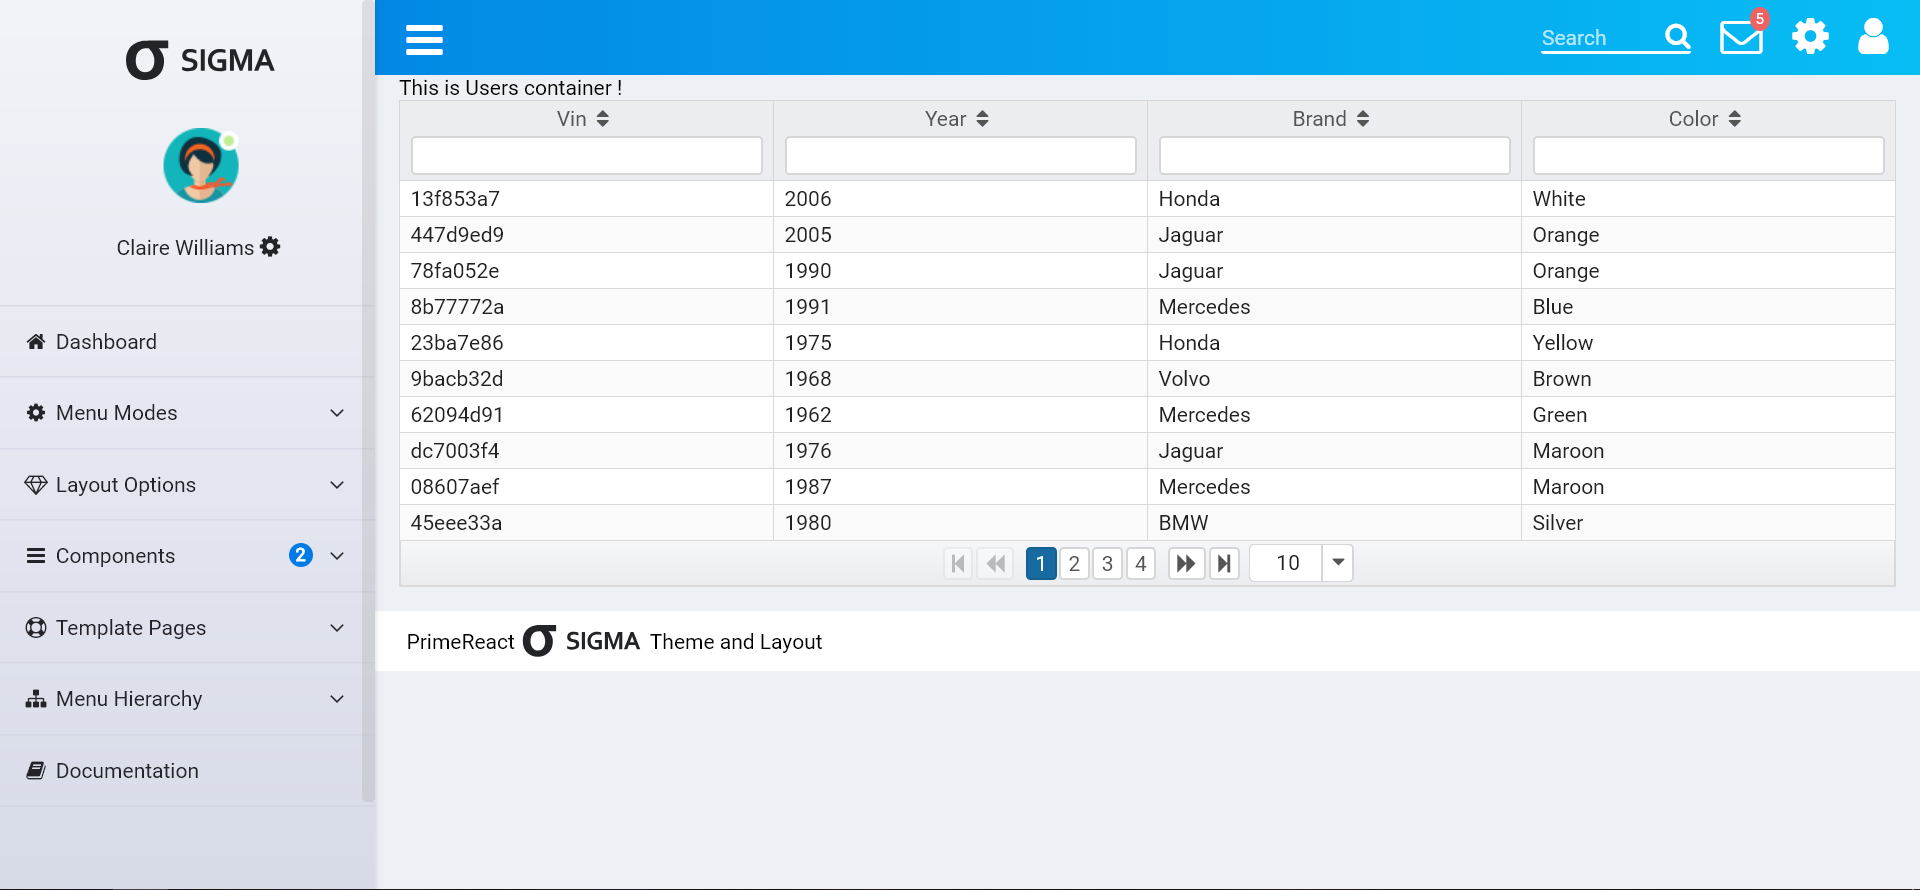 SIGMA
Claire Williams
Dashboard
Menu Modes
Layout Options
Components 2
Template Pages
Menu Hierarchy
Documentation
Search 5
This is Users container !
Vin Year Brand Color
13f853a7 2006 Honda White
447d9ed9 2005 Jaguar Orange
78fa052e 1990 Jaguar Orange
8b77772a 1991 Mercedes Blue
23ba7e86 1975 Honda Yellow
9bacb32d 1968 Volvo Brown
62094d91 1962 Mercedes Green
dc7003f4 1976 Jaguar Maroon
08607aef 1987 Mercedes Maroon
45eee33a 1980 BMW Silver
1 2 3 4 10
PrimeReact SIGMA Theme and Layout